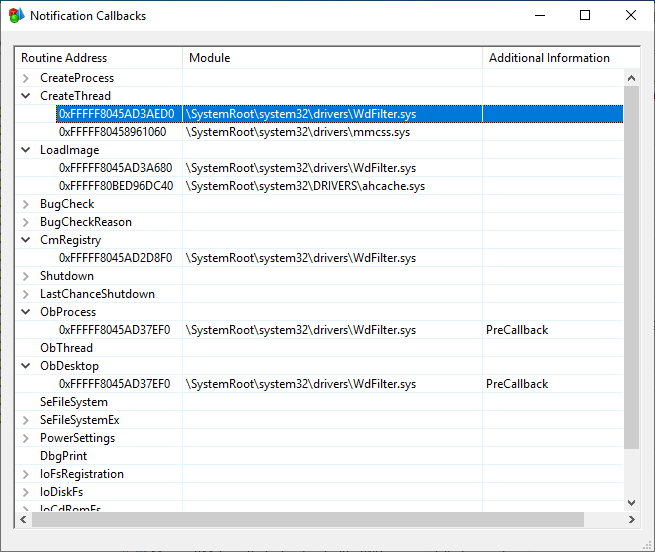 Notification Callbacks
Routine Address Module Additional Information
CreateProcess
CreateThread
0xFFFFF8045AD3AED0 \SystemRoot\system32\drivers\WdFilter.sys
0xFFFFF80458961060 \SystemRoot\system32\drivers\mmcss.sys
LoadImage
0xFFFFF8045AD3A680 \SystemRoot\system32\drivers\WdFilter.sys
0xFFFFF80BED96DC40 \SystemRoot\system32\DRIVERS\ahcache.sys
BugCheck
BugCheckReason
CmRegistry
0xFFFFF8045AD2D8F0 \SystemRoot\system32\drivers\WdFilter.sys
Shutdown
LastChanceShutdown
ObProcess
0xFFFFF8045AD37EF0 \SystemRoot\system32\drivers\WdFilter.sys PreCallback
ObThread
ObDesktop
0xFFFFF8045AD37EF0 \SystemRoot\system32\drivers\WdFilter.sys PreCallback
SeFileSystem
SeFileSystemEx
PowerSettings
DbgPrint
IoFsRegistration
IoDiskFs
IoCdRomFs